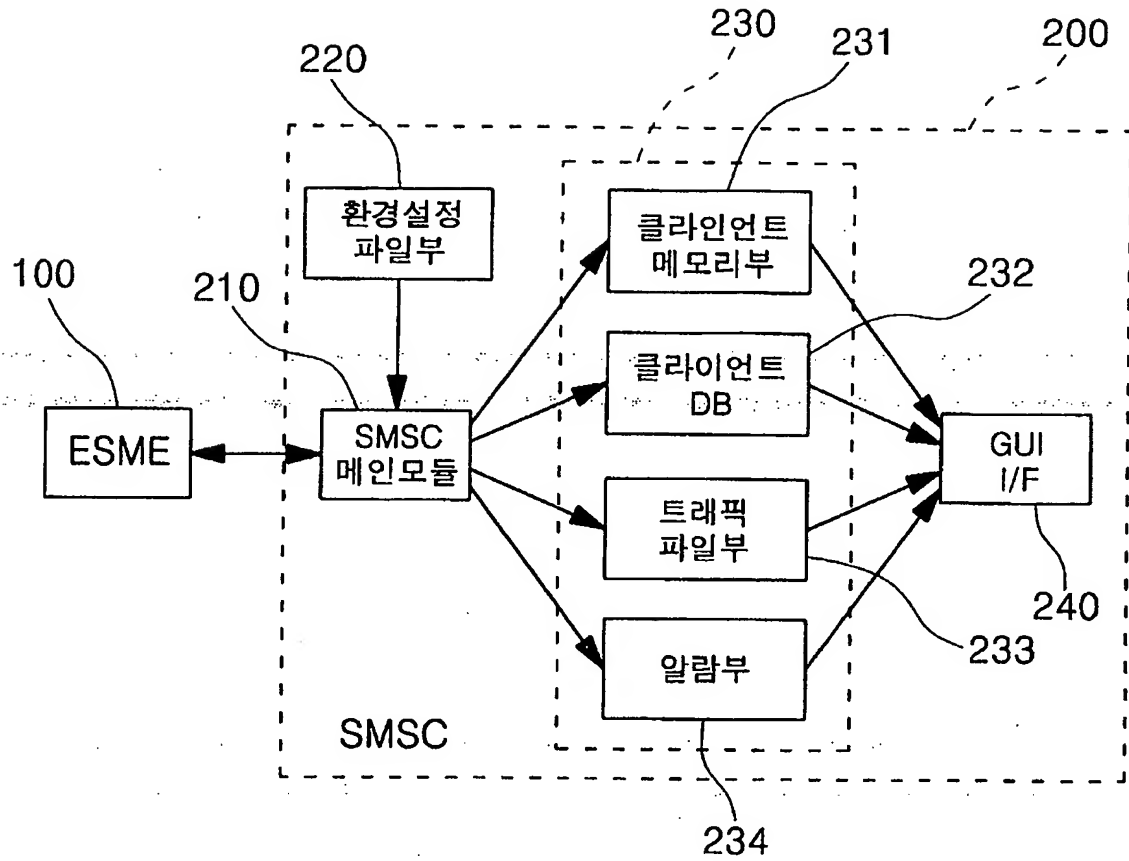 230
231
200
220
환경설정
파일부
클라인언트
메모리부
100
210
232
클라이언트
DB
ESME
SMSC
메인모듈
GUI
I/F
트래픽
파일부
240
233
알람부
SMSC
234